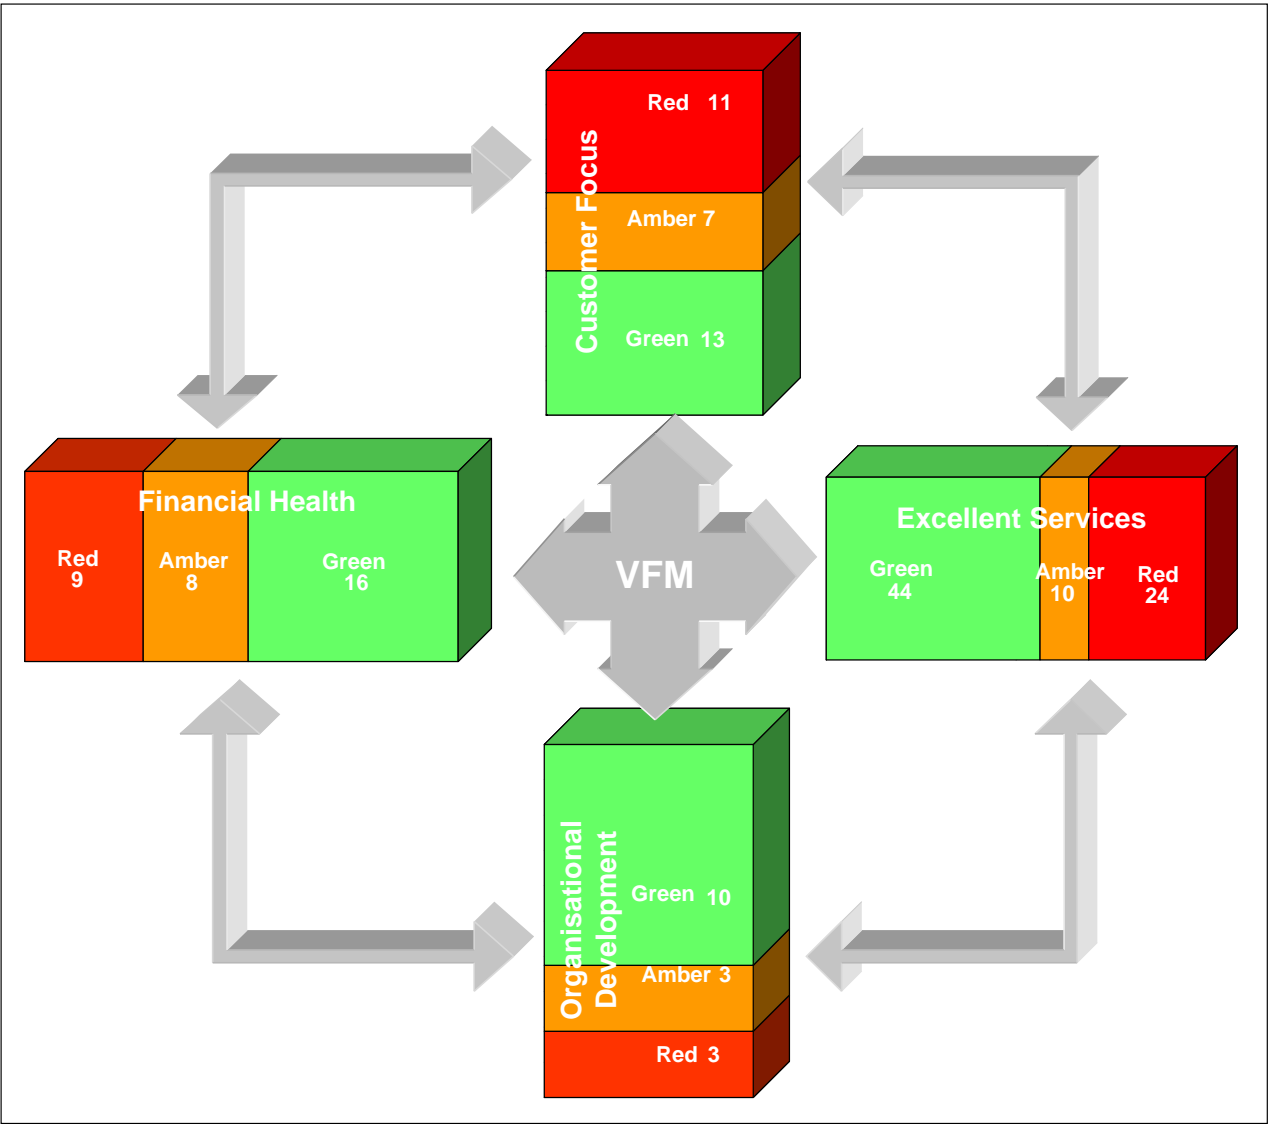 Red 11
Amber 7
Green 13
Customer Focus
Financial Health
Red
9
Amber
8
Green
16
VFM
Excellent Services
Green
44
Amber
10
Red
24
Organisational
Development
Green 10
Amber 3
Red 3